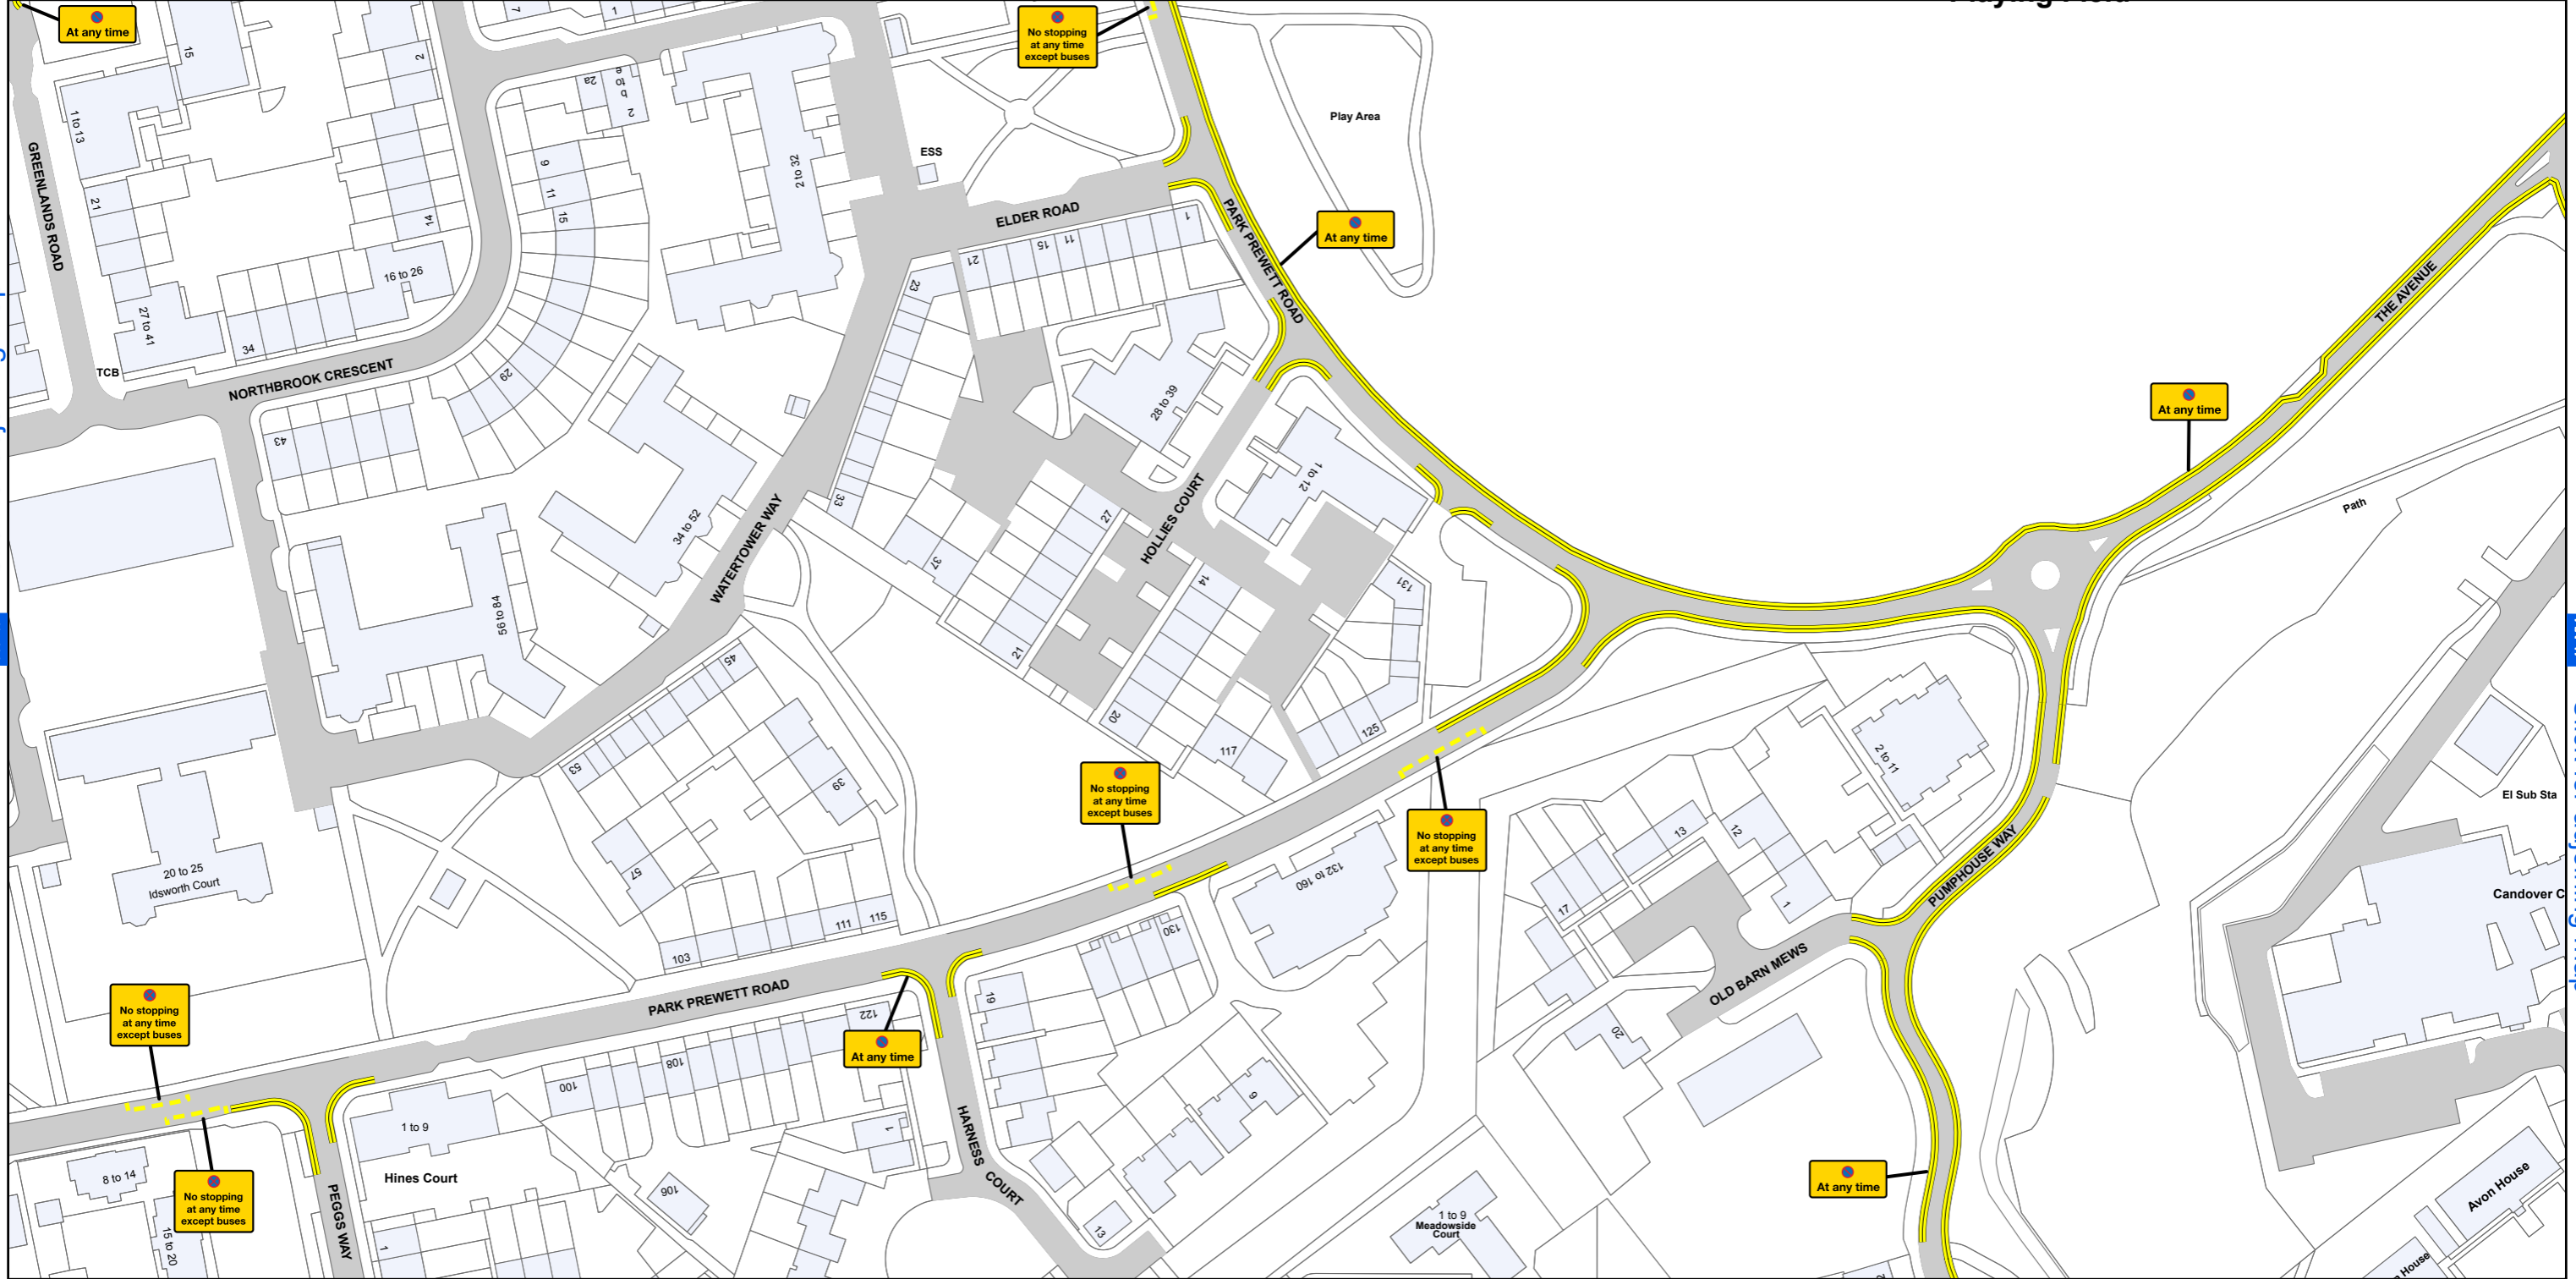 At any time
No stopping
at any time
except buses
7
1
15
2
2a
2
1 to 13
9
11
15
2 to 32
ESS
Play Area
GREENLANDS ROAD
21
14
ELDER ROAD
1
11
15
21
PARK PREWETT ROAD
At any time
16 to 26
23
THE AVENUE
27 to 41
34
TCB
NORTHBROOK CRESCENT
29
28 to 39
At any time
43
1 to 12
33
34 to 52
WATERTOWER WAY
27
HOLLIES COURT
37
14
131
Path
56 to 84
21
45
20
117
125
53
39
2 to 11
No stopping
at any time
except buses
No stopping
at any time
except buses
El Sub Sta
13
12
57
132 to 160
PUMPHOUSE WAY
20 to 25
Idsworth Court
17
1
Candover C
103
111
115
130
OLD BARN MEWS
PARK PREWETT ROAD
122
19
20
No stopping
at any time
except buses
At any time
100
108
9
1 to 9
1
HARNESS COURT
Hines Court
8 to 14
No stopping
at any time
except buses
106
At any time
Avon House
PEGGS WAY
15 to 20
1
13
1 to 9
Meadowside
Court
House